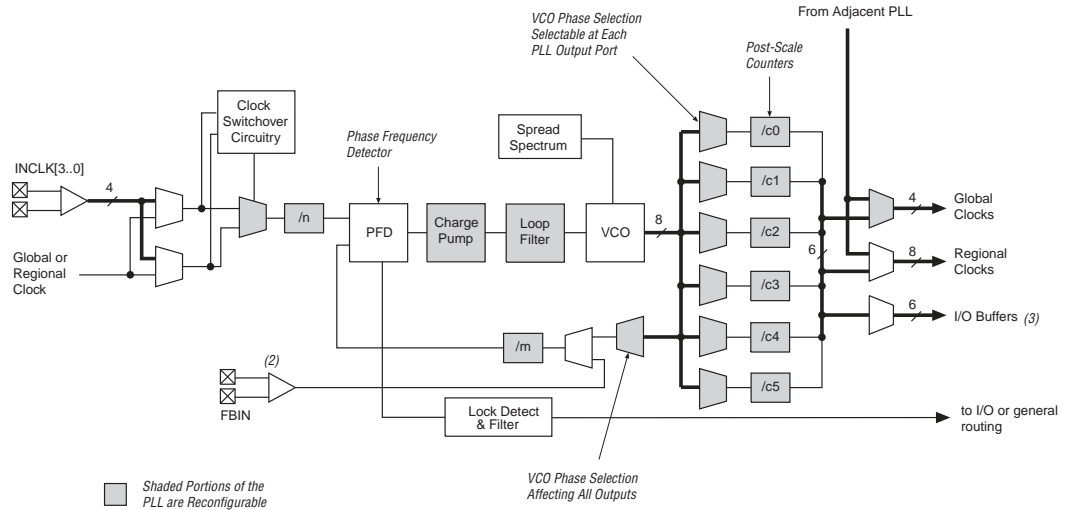 From Adjacent PLL
VCO Phase Selection
Selectable at Each
PLL Output Port
Post-Scale
Counters
Clock
Switchover
Circuitry
Phase Frequency
Detector
Spread
Spectrum
INCLK[3..0]
4
/n
PFD
Charge
Pump
Loop
Filter
VCO
8
/c0
/c1
/c2
/c3
/c4
/c5
6
4
Global
Clocks
8
Regional
Clocks
6
I/O Buffers (3)
Global or
Regional
Clock
/m
(2)
FBIN
Lock Detect
& Filter
to I/O or general
routing
VCO Phase Selection
Affecting All Outputs
Shaded Portions of the
PLL are Reconfigurable